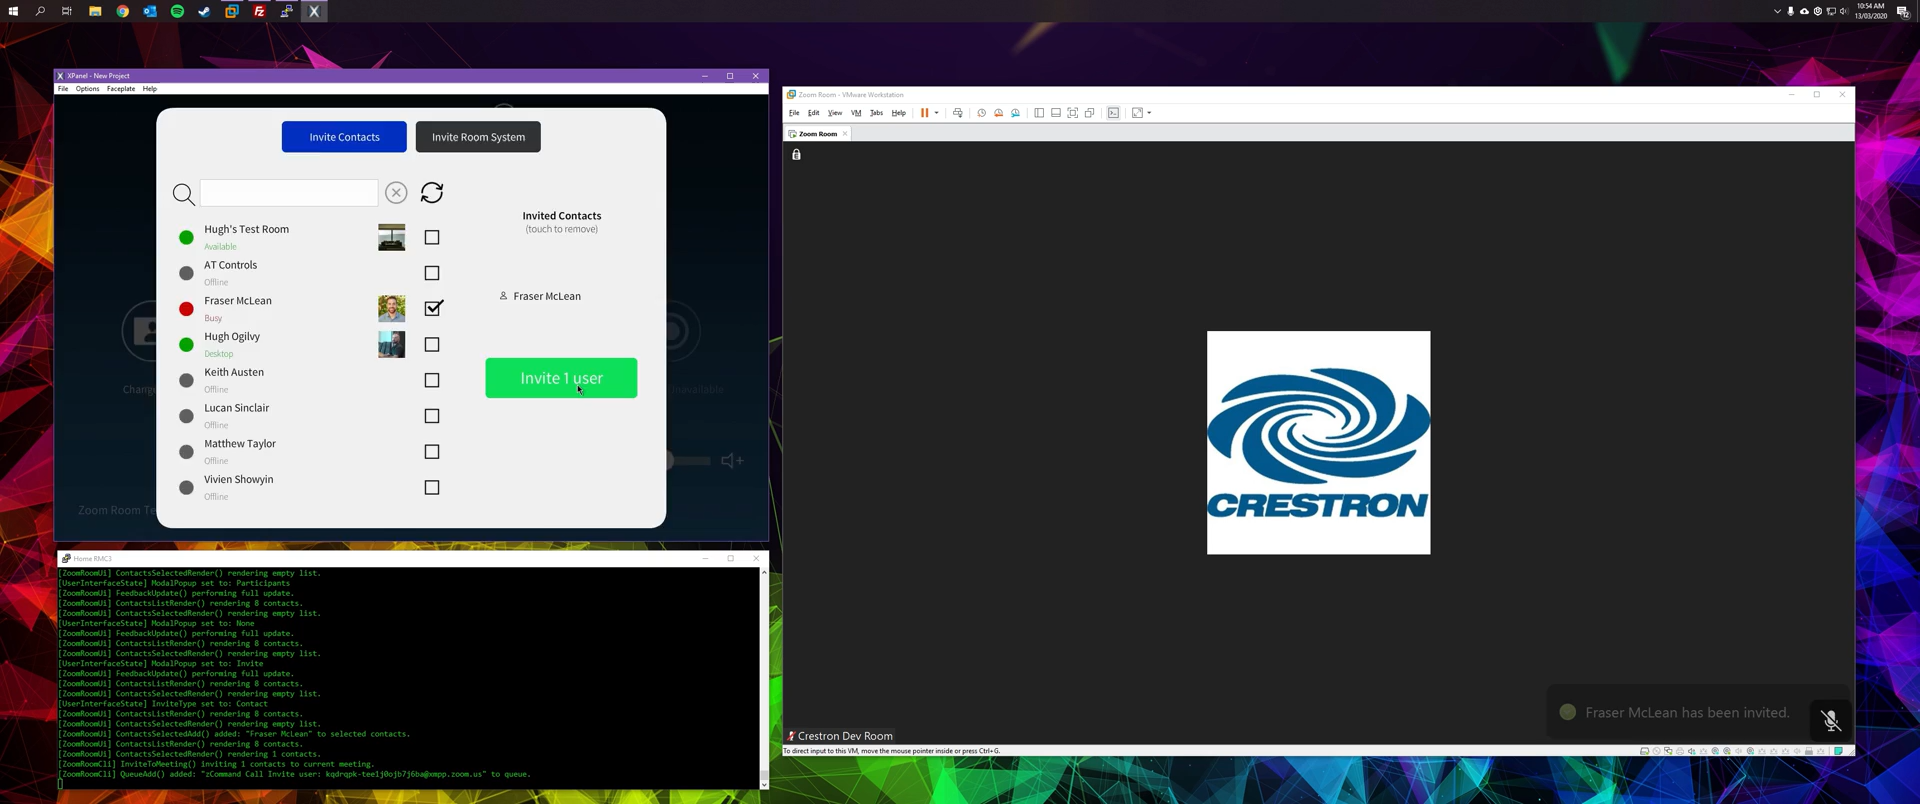 10:54 AM
13/03/2020
12
XPanel - New Project
File Options Faceplate Help
Invite Contacts
Invite Room System
Invited Contacts
(touch to remove)
Hugh's Test Room
Available
AT Controls
Offline
Fraser McLean
Busy
Hugh Ogilvy
Desktop
Keith Austen
Offline
Lucan Sinclair
Offline
Matthew Taylor
Offline
Vivien Showyin
Offline
Fraser McLean
Invite 1 user
Chang
navailable
Zoom Room Te
Home RMC3
[ZoomRoomUi] ContactsSelectedRender() rendering empty list.
[UserInterfaceState] ModalPopup set to: Participants
[ZoomRoomUi] FeedbackUpdate() performing full update.
[ZoomRoomUi] ContactsListRender() rendering 8 contacts.
[ZoomRoomUi] ContactsSelectedRender() rendering empty list.
[UserInterfaceState] ModalPopup set to: None
[ZoomRoomUi] FeedbackUpdate() performing full update.
[ZoomRoomUi] ContactsListRender() rendering 8 contacts.
[ZoomRoomUi] ContactsSelectedRender() rendering empty list.
[UserInterfaceState] ModalPopup set to: Invite
[ZoomRoomUi] FeedbackUpdate() performing full update.
[ZoomRoomUi] ContactsListRender() rendering 8 contacts.
[ZoomRoomUi] ContactsSelectedRender() rendering empty list.
[UserInterfaceState] InviteType set to: Contact
[ZoomRoomUi] ContactsListRender() rendering 8 contacts.
[ZoomRoomUi] ContactsSelectedRender() rendering empty list.
[ZoomRoomUi] ContactsSelectedAdd() added: "Fraser McLean" to selected contacts.
[ZoomRoomUi] ContactsListRender() rendering 8 contacts.
[ZoomRoomUi] ContactsSelectedRender() rendering 1 contacts.
[ZoomRoomCli] InviteToMeeting() inviting 1 contacts to current meeting.
[ZoomRoomCli] QueueAdd() added: "zCommand Call Invite user: kqdrqpk-tee1j0ojb7j6ba@xmpp.zoom.us" to queue.
Zoom Room - VMware Workstation
File Edit View VM Tabs Help
Zoom Room
CRESTRON
Fraser McLean has been invited.
Crestron Dev Room
To direct input to this VM, move the mouse pointer inside or press Ctrl+G.